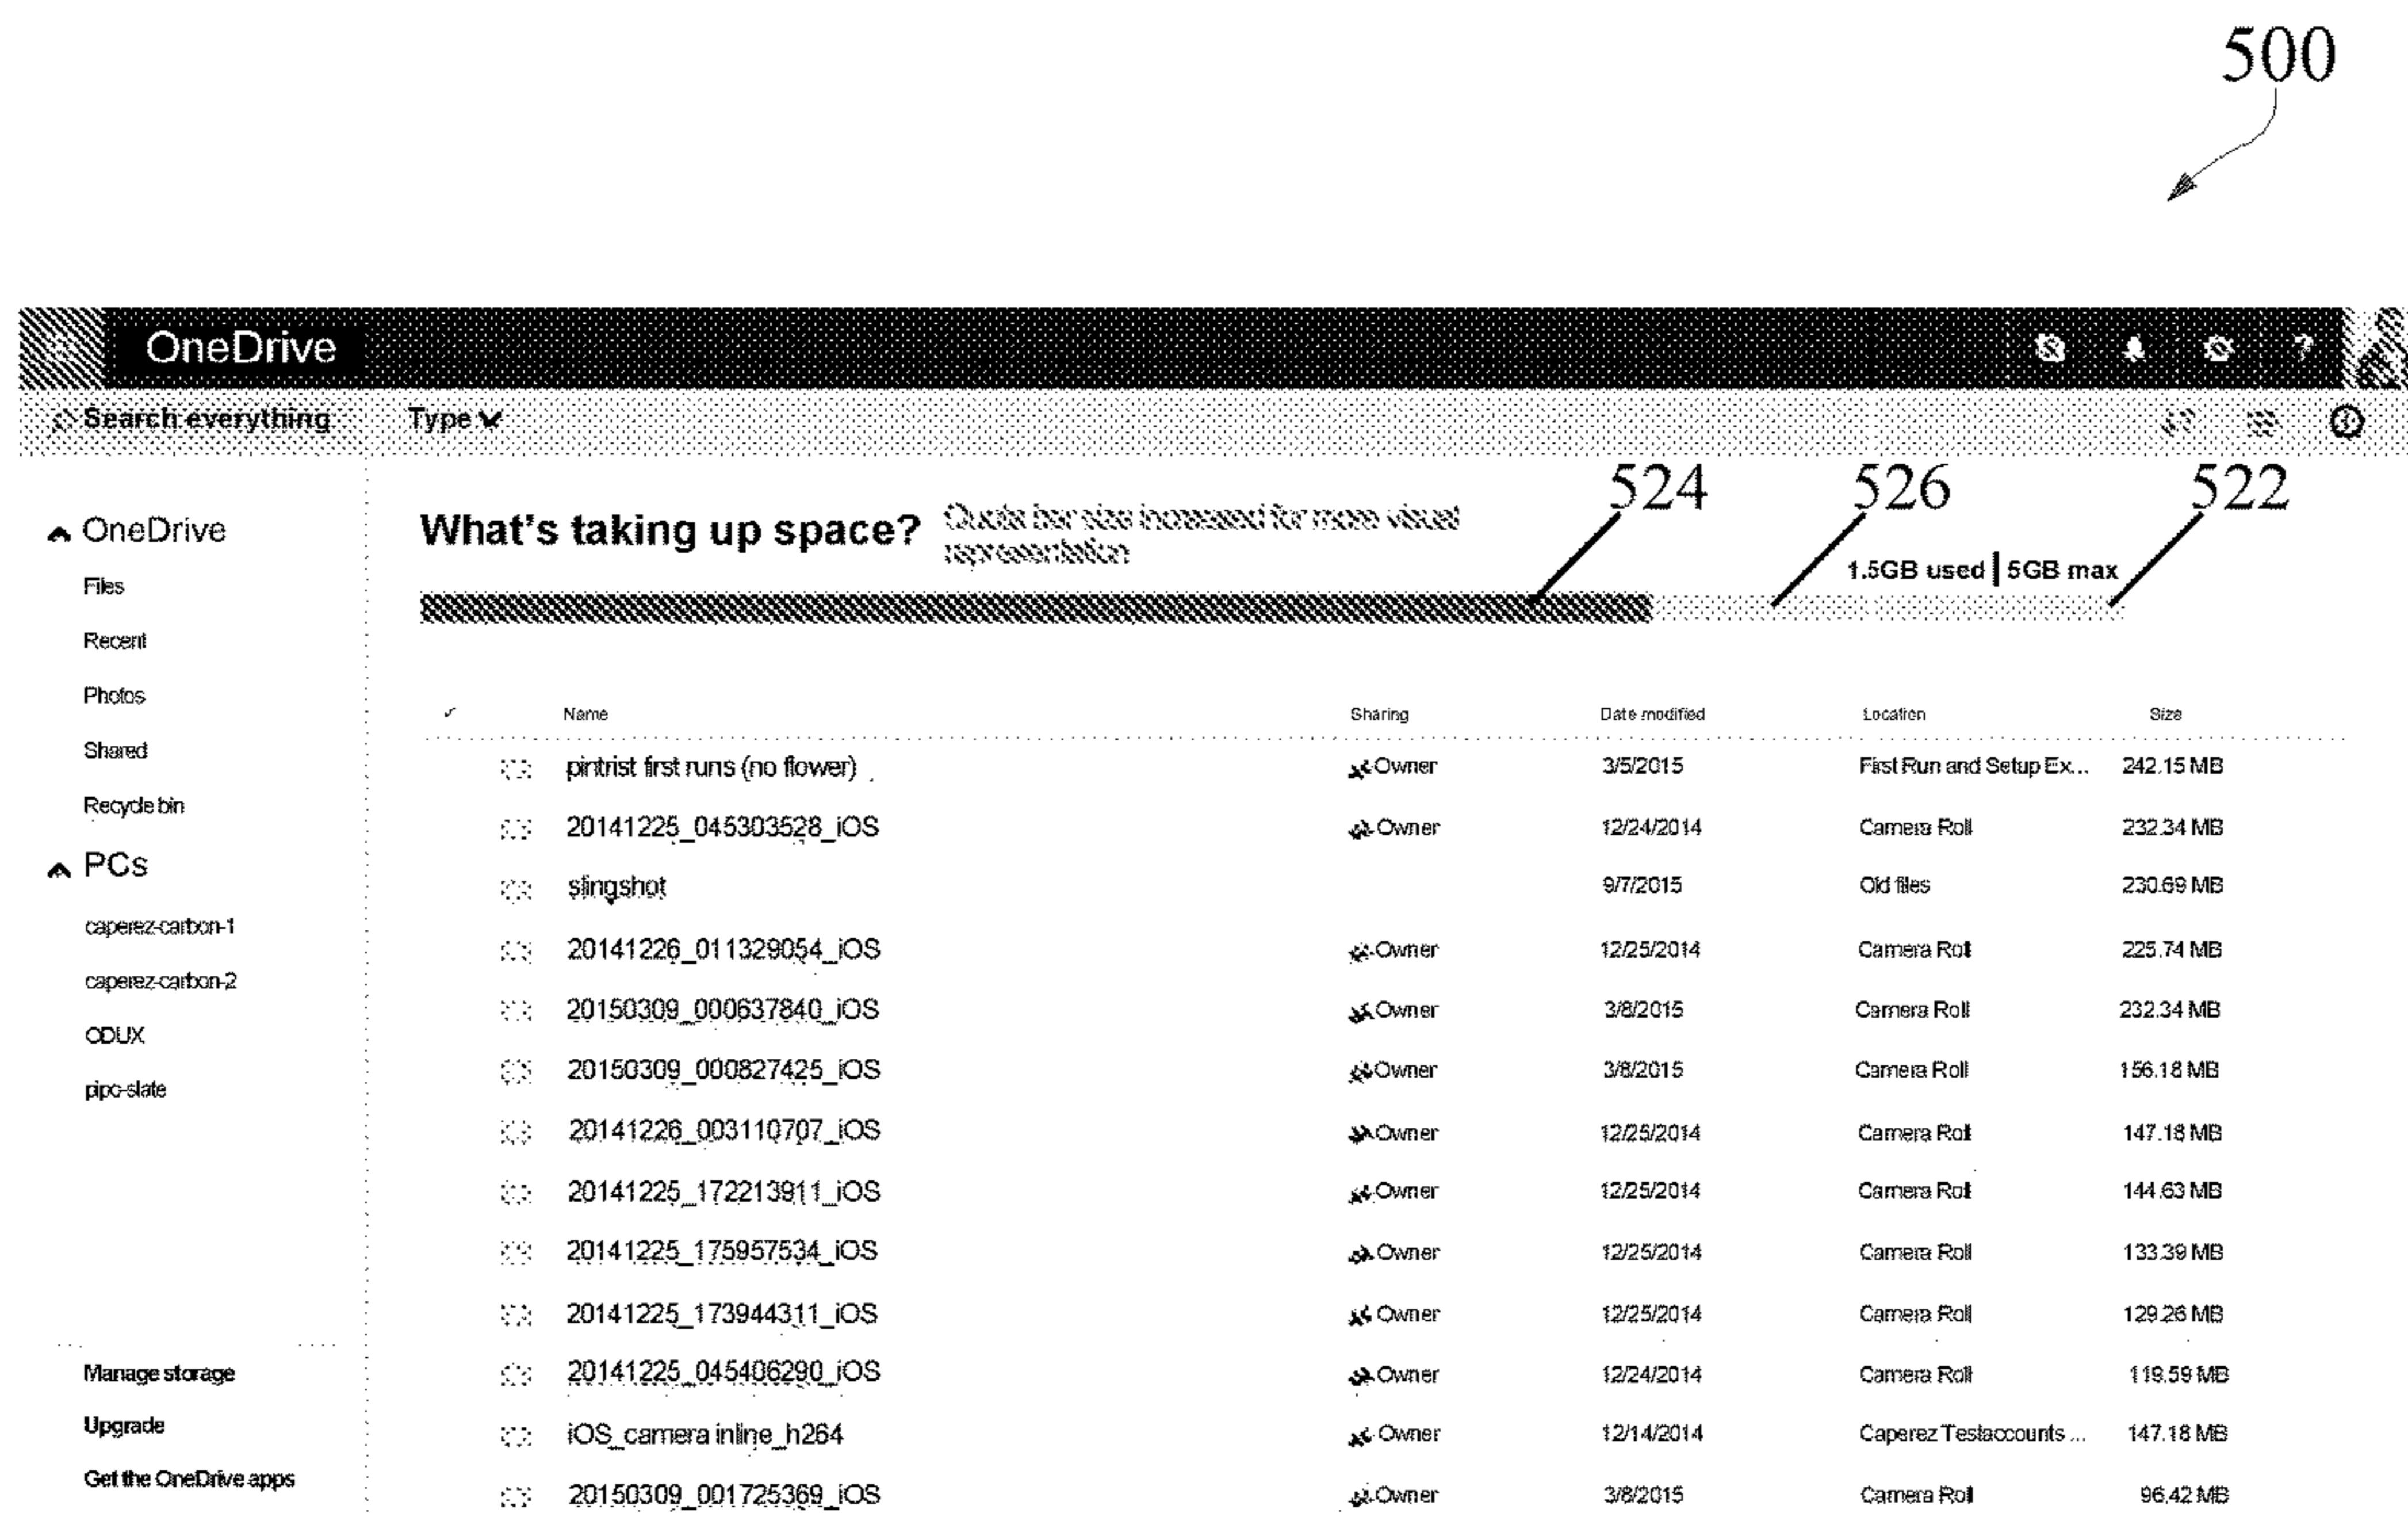 500
OneDrive
?
Search everything Type
524 526 522
What's taking up space? Quota bar size increased for more visual
representation
1.5GB used | 5GB max
OneDrive
Files
Recent
Photos
Shared
Recycle bin
PCs
caperez-carbon-1
caperez-carbon-2
ODUX
pipo-slate
Manage storage
Upgrade
Get the OneDrive apps
Name Sharing Date modified Location Size
pintrist first runs (no flower) Owner 3/5/2015 First Run and Setup Ex... 242.15 MB
20141225_045303528_iOS Owner 12/24/2014 Camera Roll 232.34 MB
slingshot 9/7/2015 Old files 230.69 MB
20141226_011329054_iOS Owner 12/25/2014 Camera Roll 225.74 MB
20150309_000637840_iOS Owner 3/8/2015 Camera Roll 232.34 MB
20150309_000827425_iOS Owner 3/8/2015 Camera Roll 156.18 MB
20141226_003110707_iOS Owner 12/25/2014 Camera Roll 147.18 MB
20141225_172213911_iOS Owner 12/25/2014 Camera Roll 144.63 MB
20141225_175957534_iOS Owner 12/25/2014 Camera Roll 133.39 MB
20141225_173944311_iOS Owner 12/25/2014 Camera Roll 129.26 MB
20141225_045406290_iOS Owner 12/24/2014 Camera Roll 119.59 MB
iOS_camera inline_h264 Owner 12/14/2014 Caperez Testaccounts ... 147.18 MB
20150309_001725369_iOS Owner 3/8/2015 Camera Roll 96.42 MB